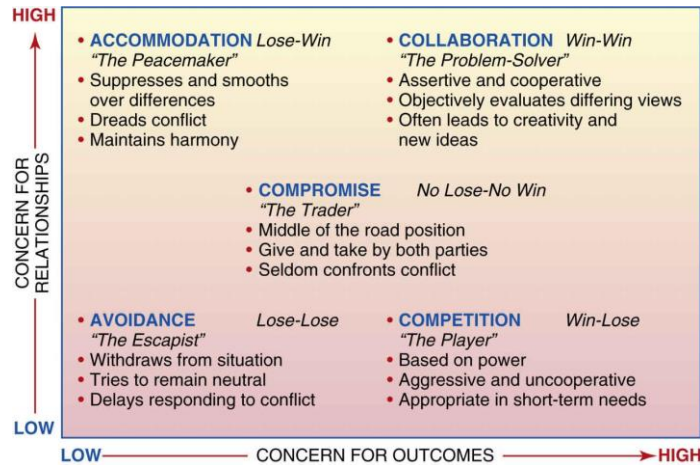 HIGH
• ACCOMMODATION Lose-Win
“The Peacemaker”
• Suppresses and smooths
over differences
• Dreads conflict
• Maintains harmony
• COLLABORATION Win-Win
“The Problem-Solver”
• Assertive and cooperative
• Objectively evaluates differing views
• Often leads to creativity and
new ideas
• COMPROMISE No Lose-No Win
“The Trader”
• Middle of the road position
• Give and take by both parties
• Seldom confronts conflict
• AVOIDANCE Lose-Lose
“The Escapist”
• Withdraws from situation
• Tries to remain neutral
• Delays responding to conflict
• COMPETITION Win-Lose
“The Player”
• Based on power
• Aggressive and uncooperative
• Appropriate in short-term needs
CONCERN FOR
RELATIONSHIPS
LOW
LOW CONCERN FOR OUTCOMES HIGH